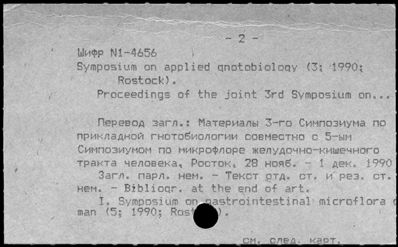 - 2 -
Шифр N1-4656
Symposium on applied gnotobiology (3; 1990;
Rostock).
Proceedings of the joint 3rd Symposium on...
Перевод загл.: Материалы 3-го Симпозиума по
прикладной гнотобиологии совместно с 5-ым
Симпозиумом по микрофлоре желудочно-кишечного
тракта человека, Росток, 28 нояб. - 1 дек. 1990
Загл. парл. нем. - Текст отд. ст. и рез. ст.
нем. - Bibliogr. at the end of art.
I. Symposium on gastrointestinal microflora
man (5; 1990; ).
см. след. карт.